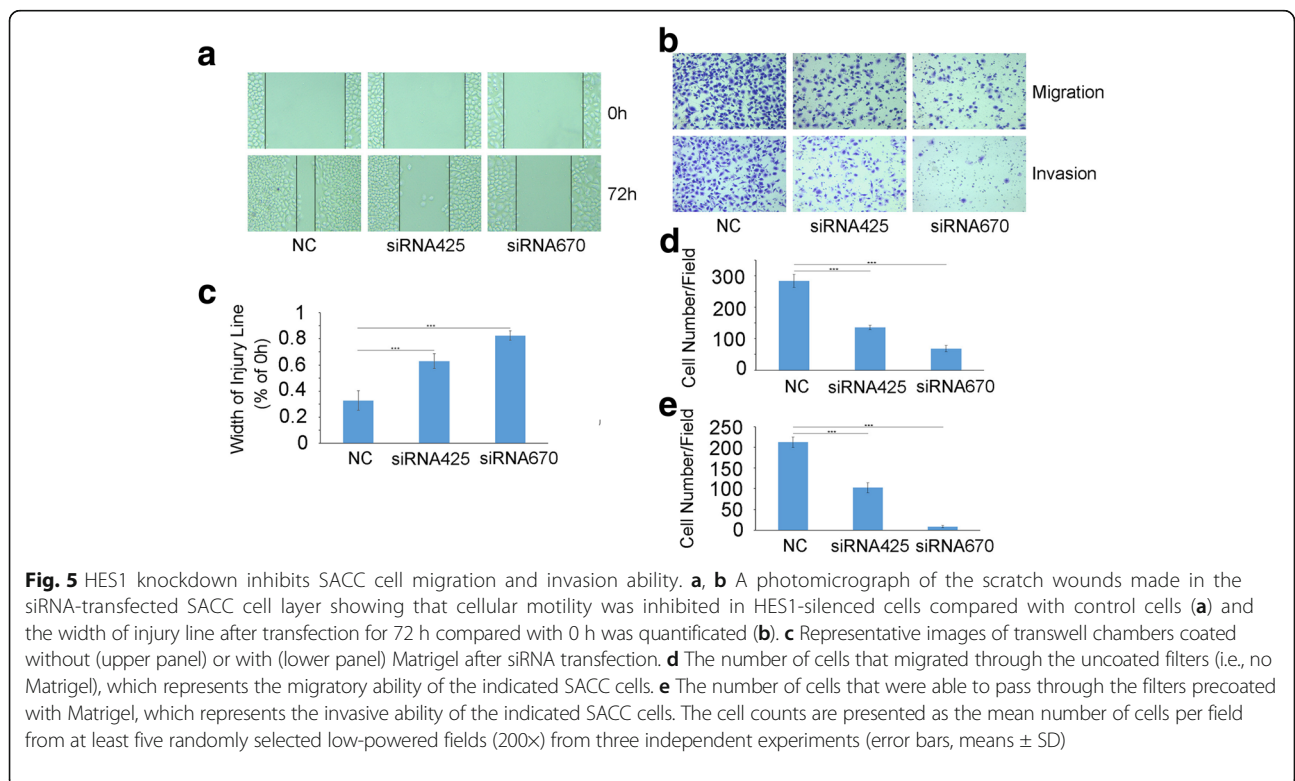 a
0h
72h
NC siRNA425 siRNA670
b
Migration
Invasion
NC siRNA425 siRNA670
c
Width of Injury Line
(% of 0h)
1
0.8
0.6
0.4
0.2
0
***
***
NC siRNA425 siRNA670
)
d
Cell Number/Field
300
200
100
0
***
***
NC siRNA425 siRNA670
e
Cell Number/Field
250
200
150
100
50
0
***
***
NC siRNA425 siRNA670
Fig. 5 HES1 knockdown inhibits SACC cell migration and invasion ability. a, b A photomicrograph of the scratch wounds made in the
siRNA-transfected SACC cell layer showing that cellular motility was inhibited in HES1-silenced cells compared with control cells (a) and
the width of injury line after transfection for 72 h compared with 0 h was quantificated (b). c Representative images of transwell chambers coated
without (upper panel) or with (lower panel) Matrigel after siRNA transfection. d The number of cells that migrated through the uncoated filters (i.e., no
Matrigel), which represents the migratory ability of the indicated SACC cells. e The number of cells that were able to pass through the filters precoated
with Matrigel, which represents the invasive ability of the indicated SACC cells. The cell counts are presented as the mean number of cells per field
from at least five randomly selected low-powered fields (200×) from three independent experiments (error bars, means ± SD)